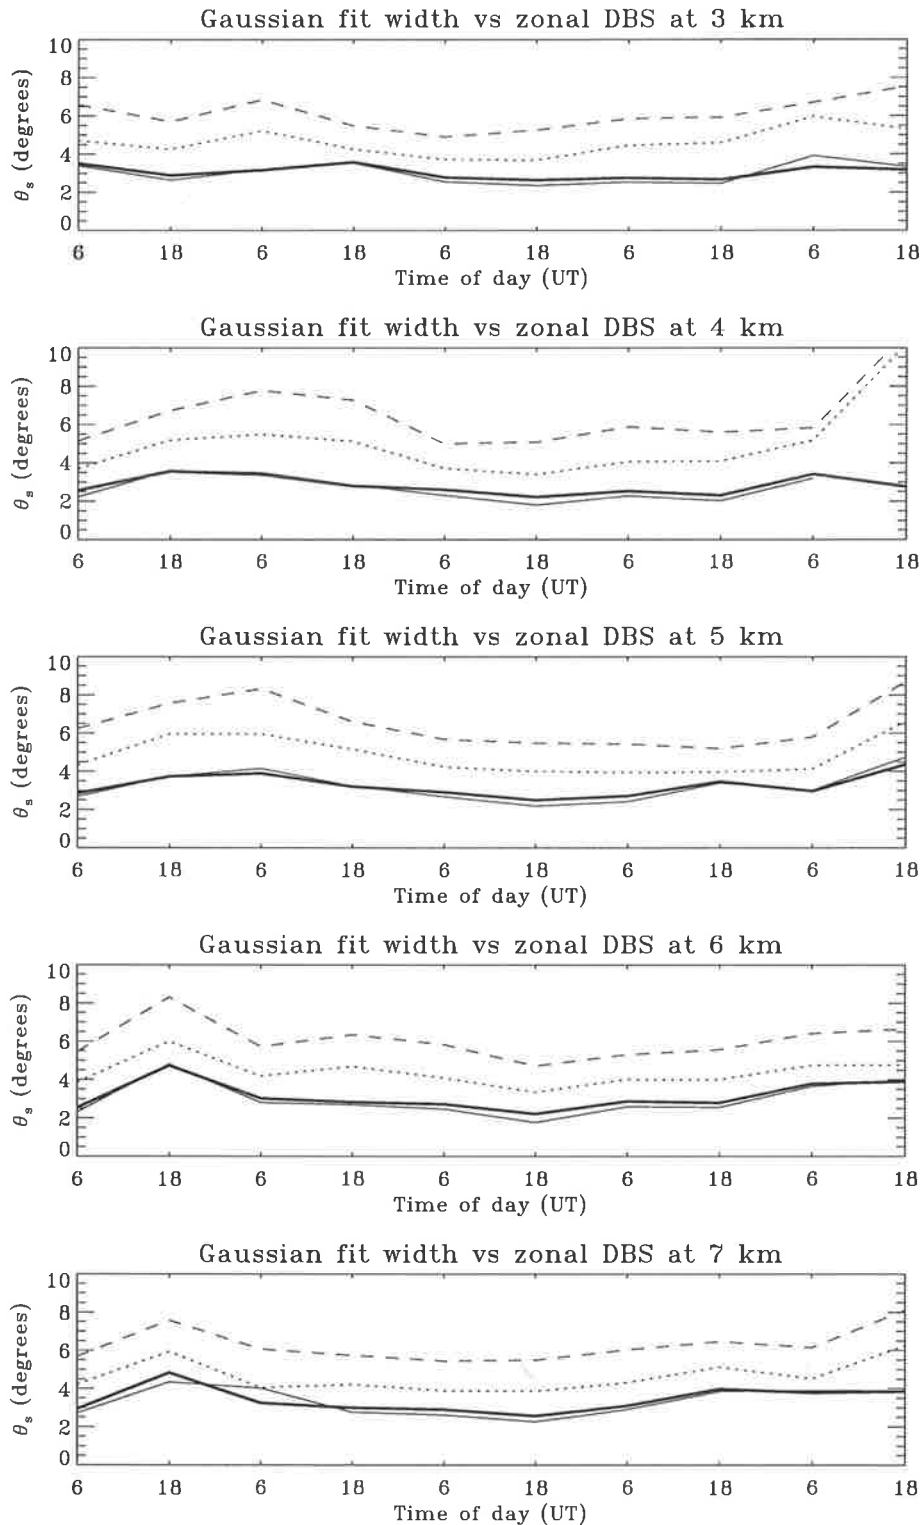 Gaussian fit width vs zonal DBS at 3 km
10
8
6
4
2
0
θs (degrees)
6 18 6 18 6 18 6 18 6 18
Time of day (UT)
Gaussian fit width vs zonal DBS at 4 km
10
8
6
4
2
0
θs (degrees)
6 18 6 18 6 18 6 18 6 18
Time of day (UT)
Gaussian fit width vs zonal DBS at 5 km
10
8
6
4
2
0
θs (degrees)
6 18 6 18 6 18 6 18 6 18
Time of day (UT)
Gaussian fit width vs zonal DBS at 6 km
10
8
6
4
2
0
θs (degrees)
6 18 6 18 6 18 6 18 6 18
Time of day (UT)
Gaussian fit width vs zonal DBS at 7 km
10
8
6
4
2
0
θs (degrees)
6 18 6 18 6 18 6 18 6 18
Time of day (UT)